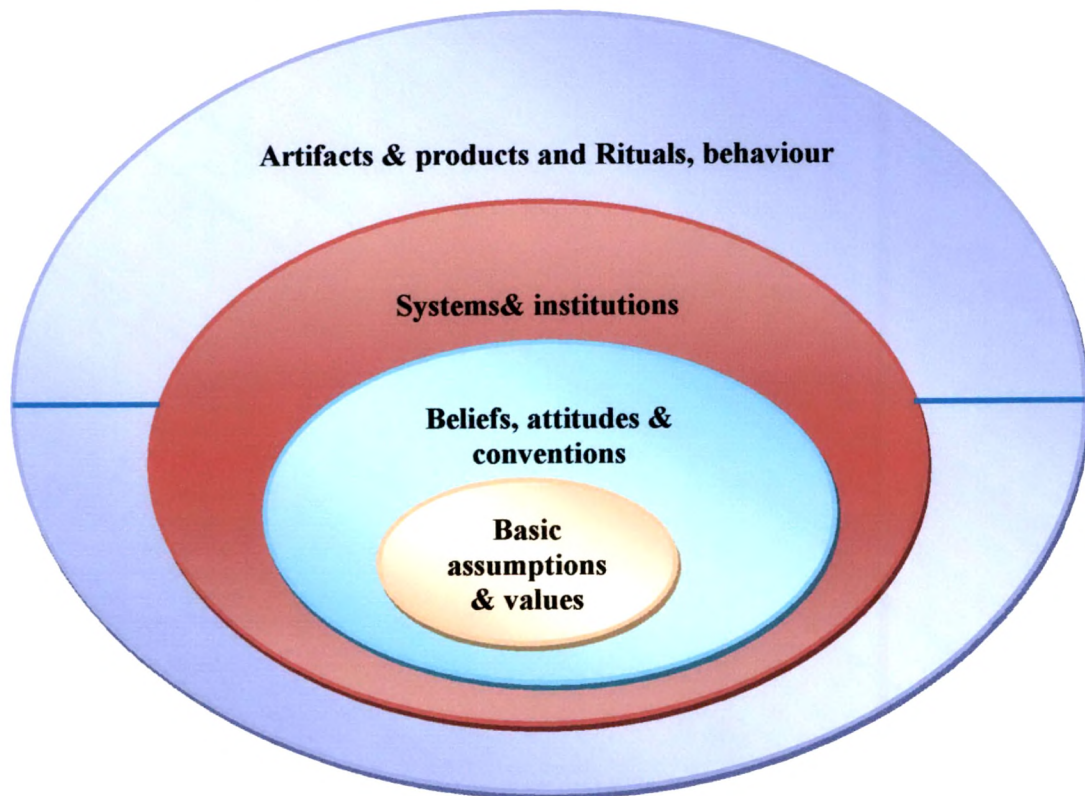 Artifacts & products and Rituals, behaviour
Systems& institutions
Beliefs, attitudes &
conventions
Basic
assumptions
& values